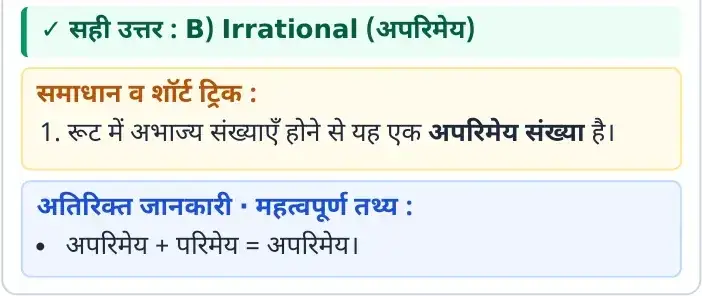 ✓ सही उत्तर : B) Irrational (अपरिमेय)
समाधान व शॉर्ट ट्रिक :
1. रूट में अभाज्य संख्याएँ होने से यह एक अपरिमेय संख्या है।
अतिरिक्त जानकारी · महत्वपूर्ण तथ्य :
• अपरिमेय + परिमेय = अपरिमेय।